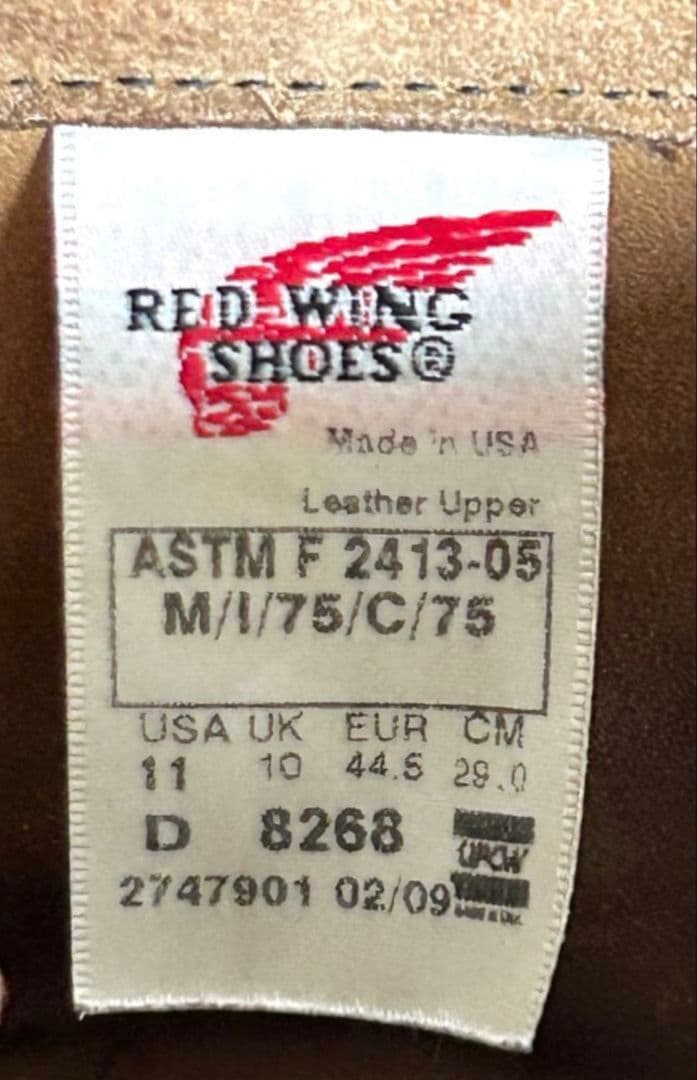 RED WING
SHOES®
Made in USA
Leather Upper
ASTM F 2413-05
M/I/75/C/75
USA UK EUR CM
11 10 44.5 29.0
D 8268
UFCW
2747901 02/09